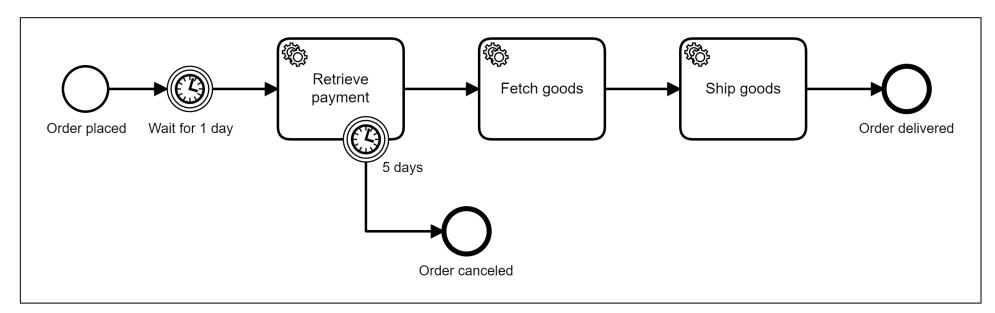 Retrieve
payment
Fetch goods
Ship goods
Order placed
Wait for 1 day
Order delivered
5 days
Order canceled